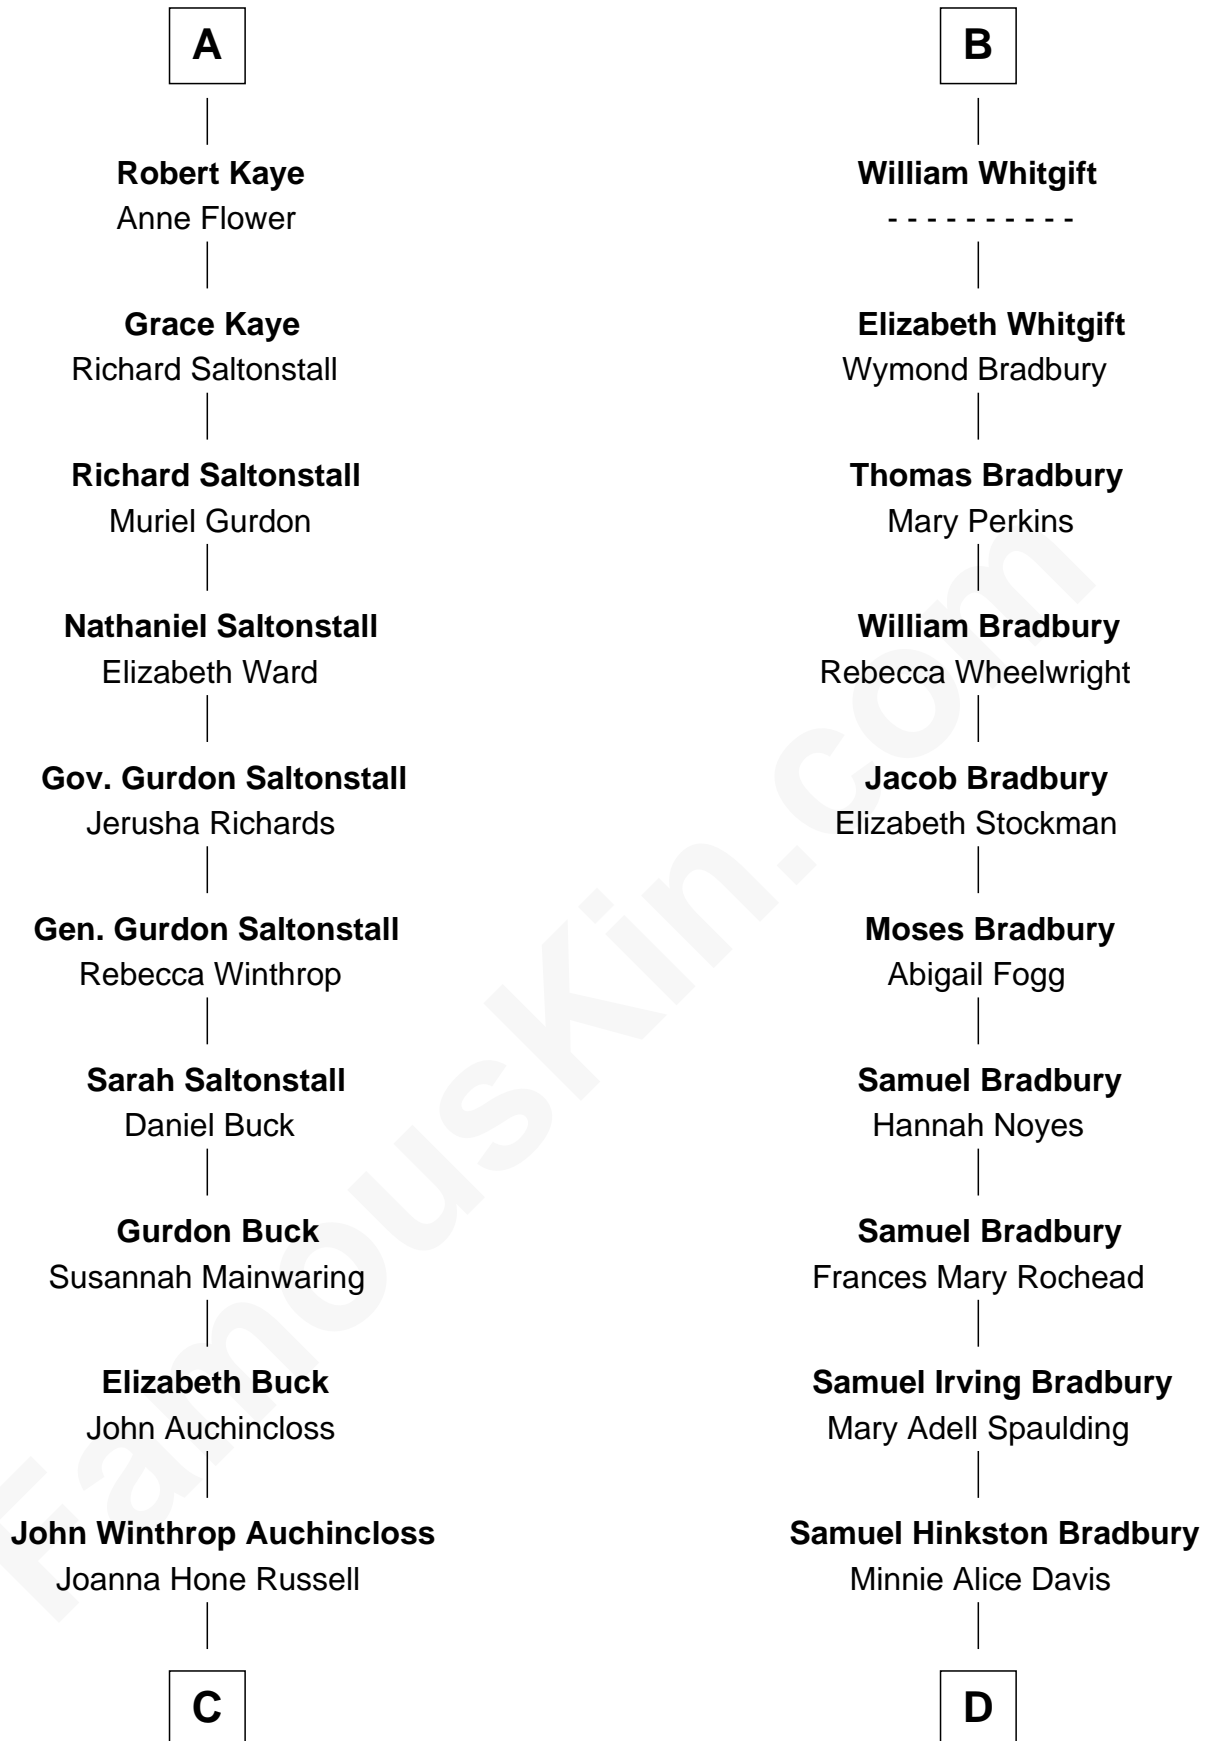 A
Robert Kaye
Anne Flower
Grace Kaye
Richard Saltonstall
Richard Saltonstall
Muriel Gurdon
Nathaniel Saltonstall
Elizabeth Ward
Gov. Gurdon Saltonstall
Jerusha Richards
Gen. Gurdon Saltonstall
Rebecca Winthrop
Sarah Saltonstall
Daniel Buck
Gurdon Buck
Susannah Mainwaring
Elizabeth Buck
John Auchincloss
John Winthrop Auchincloss
Joanna Hone Russell
C
B
William Whitgift
- - - - - - - - - -
Elizabeth Whitgift
Wymond Bradbury
Thomas Bradbury
Mary Perkins
William Bradbury
Rebecca Wheelwright
Jacob Bradbury
Elizabeth Stockman
Moses Bradbury
Abigail Fogg
Samuel Bradbury
Hannah Noyes
Samuel Bradbury
Frances Mary Rochead
Samuel Irving Bradbury
Mary Adell Spaulding
Samuel Hinkston Bradbury
Minnie Alice Davis
D
FamousKin.com